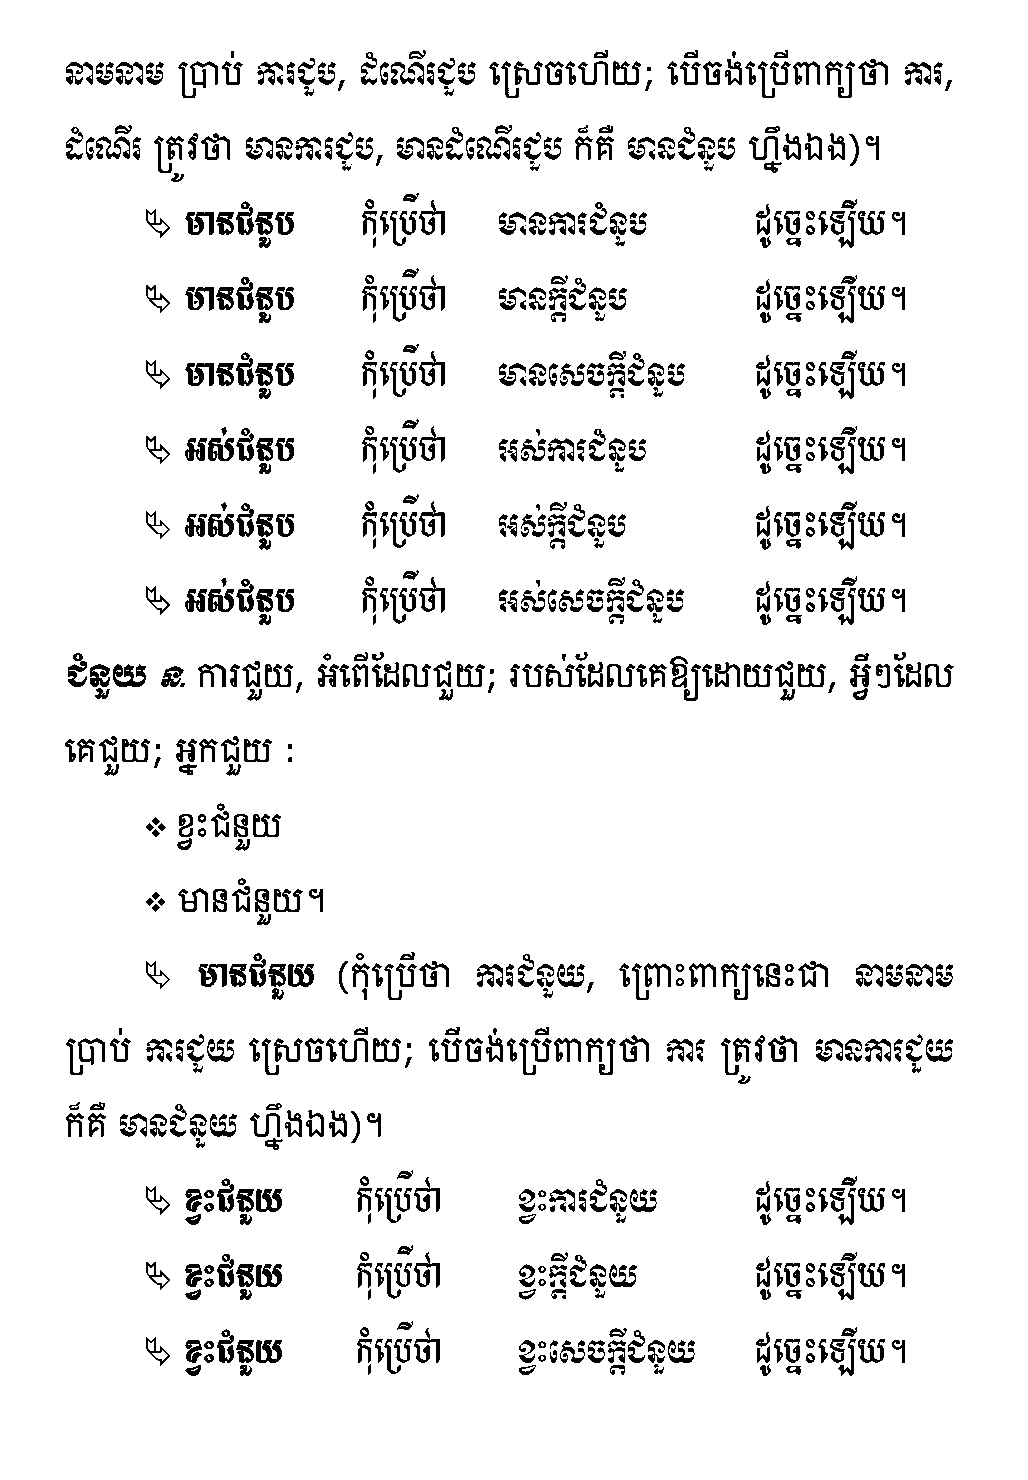 នាមនាម ប្រាប់ ការជួប, ដំណើរជួប ស្រេចហើយ; បើចង់ប្រើពាក្យថា ការ,
ដំណើរ ត្រូវថា មានការជួប, មានដំណើរជួប ក៏គឺ មានជំនួប ហ្នឹងឯង)។
⮱ មានជំនួប កុំប្រើថា មានការជំនួប ដូច្នេះឡើយ។
⮱ មានជំនួប កុំប្រើថា មានក្ដីជំនួប ដូច្នេះឡើយ។
⮱ មានជំនួប កុំប្រើថា មានសេចក្ដីជំនួប ដូច្នេះឡើយ។
⮱ អស់ជំនួប កុំប្រើថា អស់ការជំនួប ដូច្នេះឡើយ។
⮱ អស់ជំនួប កុំប្រើថា អស់ក្ដីជំនួប ដូច្នេះឡើយ។
⮱ អស់ជំនួប កុំប្រើថា អស់សេចក្ដីជំនួប ដូច្នេះឡើយ។
ជំនួយ ន. ការជួយ, អំពើដែលជួយ; របស់ដែលគេឱ្យដោយជួយ, អ្វីៗដែល
គេជួយ; អ្នកជួយ :
❖ ខ្វះជំនួយ
❖ មានជំនួយ។
⮱ មានជំនួយ (កុំប្រើថា ការជំនួយ, ព្រោះពាក្យនេះជា នាមនាម
ប្រាប់ ការជួយ ស្រេចហើយ; បើចង់ប្រើពាក្យថា ការ ត្រូវថា មានការជួយ
ក៏គឺ មានជំនួយ ហ្នឹងឯង)។
⮱ ខ្វះជំនួយ កុំប្រើថា ខ្វះការជំនួយ ដូច្នេះឡើយ។
⮱ ខ្វះជំនួយ កុំប្រើថា ខ្វះក្ដីជំនួយ ដូច្នេះឡើយ។
⮱ ខ្វះជំនួយ កុំប្រើថា ខ្វះសេចក្ដីជំនួយ ដូច្នេះឡើយ។